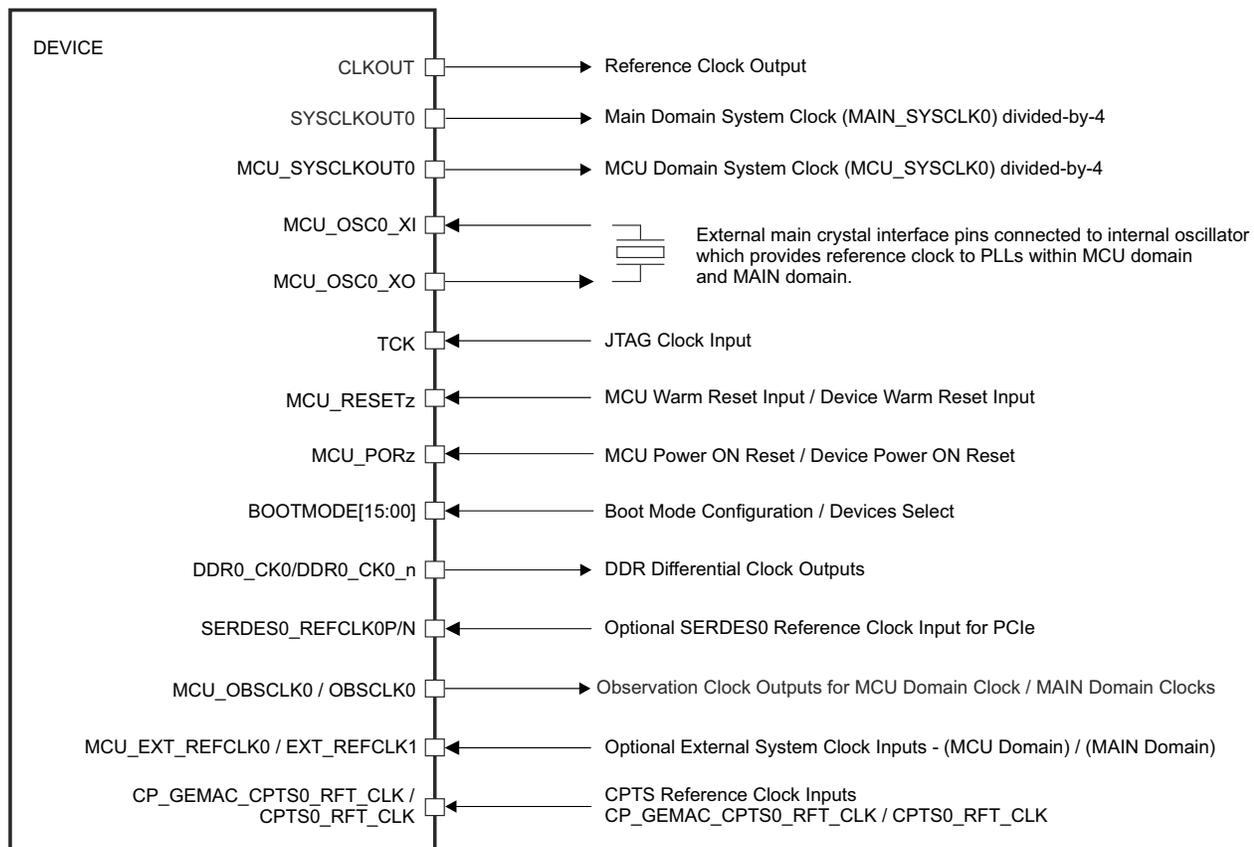 DEVICE
CLKOUT
Reference Clock Output
SYSCLKOUT0
Main Domain System Clock (MAIN_SYSCLK0) divided-by-4
MCU_SYSCLKOUT0
MCU Domain System Clock (MCU_SYSCLK0) divided-by-4
MCU_OSC0_XI
External main crystal interface pins connected to internal oscillator
which provides reference clock to PLLs within MCU domain
and MAIN domain.
MCU_OSC0_XO
TCK
JTAG Clock Input
MCU_RESETz
MCU Warm Reset Input / Device Warm Reset Input
MCU_PORz
MCU Power ON Reset / Device Power ON Reset
BOOTMODE[15:00]
Boot Mode Configuration / Devices Select
DDR0_CK0/DDR0_CK0_n
DDR Differential Clock Outputs
SERDES0_REFCLK0P/N
Optional SERDES0 Reference Clock Input for PCIe
MCU_OBSCLK0 / OBSCLK0
Observation Clock Outputs for MCU Domain Clock / MAIN Domain Clocks
MCU_EXT_REFCLK0 / EXT_REFCLK1
Optional External System Clock Inputs - (MCU Domain) / (MAIN Domain)
CP_GEMAC_CPTS0_RFT_CLK /
CPTS0_RFT_CLK
CPTS Reference Clock Inputs
CP_GEMAC_CPTS0_RFT_CLK / CPTS0_RFT_CLK